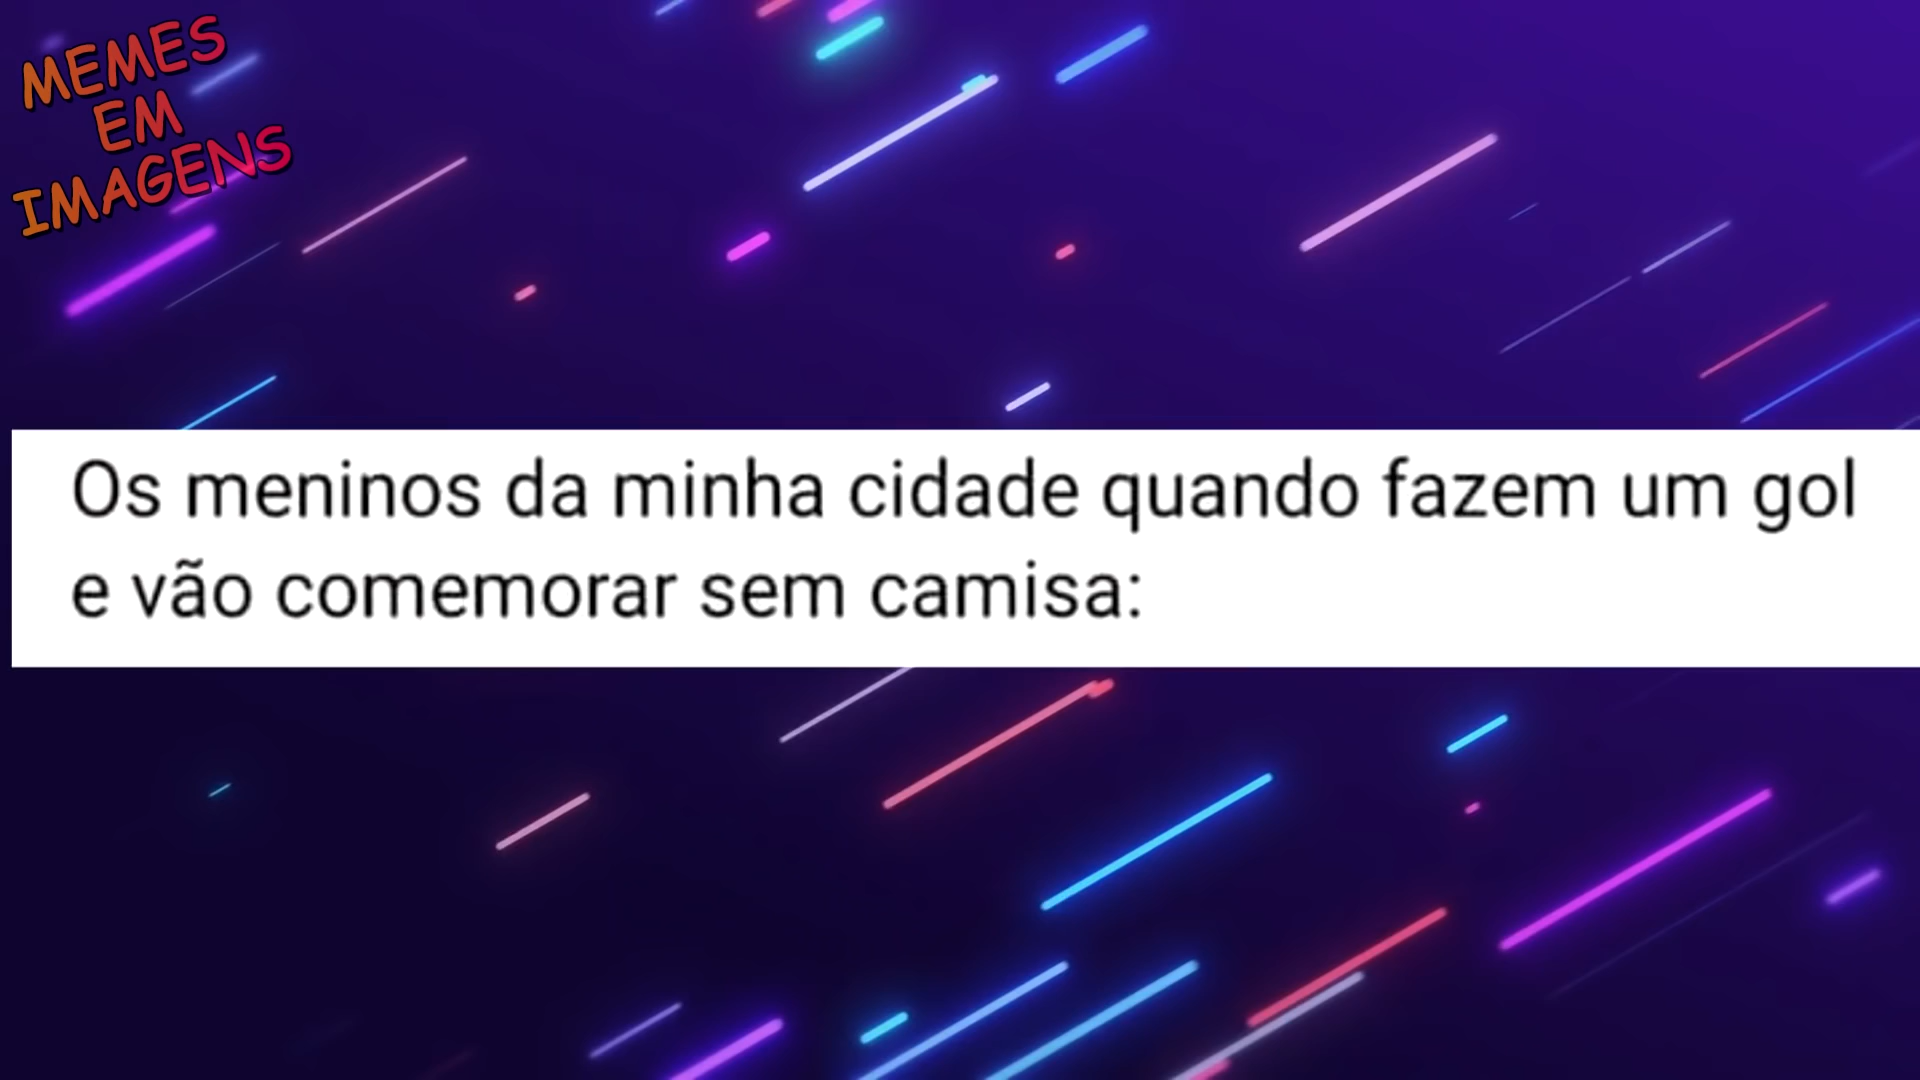 MEMES
EM
IMAGENS
Os meninos da minha cidade quando fazem um gol
e vão comemorar sem camisa: